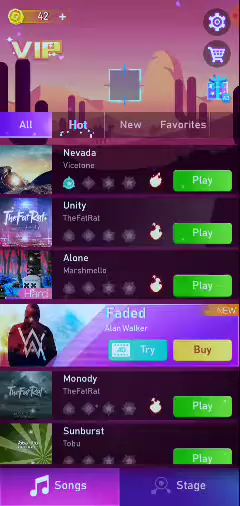 42 +
VIP
All
Hot
New
Favorites
Nevada
Vicetone
Play
TheFatRat
Unity
TheFatRat
Play
Alone
Marshmello
Hard
Play
NEW
Faded
Alan Walker
Try
Buy
TheFatRat
Monody
TheFatRat
Play
Sunburst
Tobu
Play
Songs
Stage